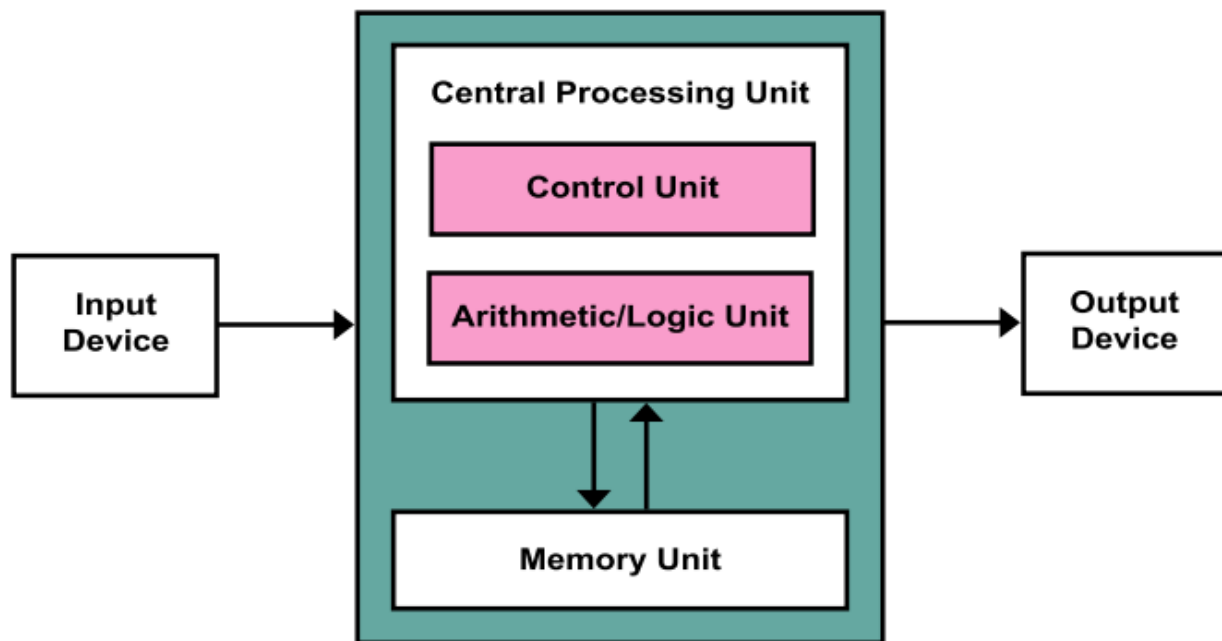 Central Processing Unit
Control Unit
Arithmetic/Logic Unit
Input
Device
Output
Device
Memory Unit